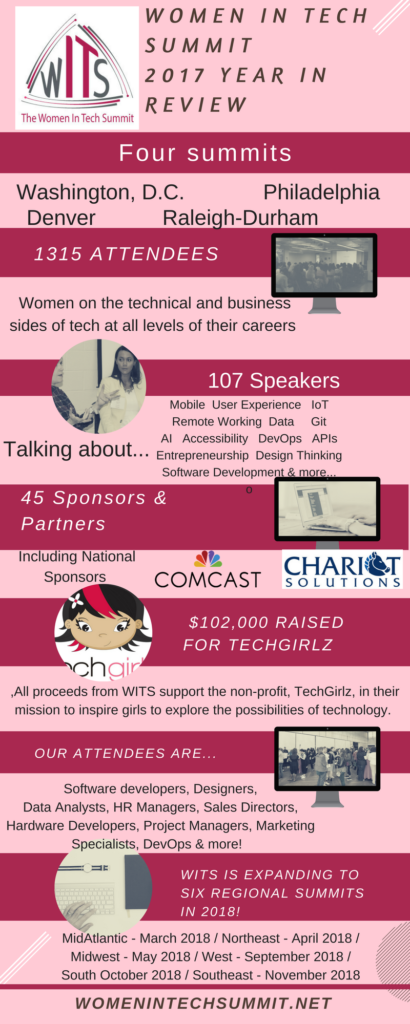 WITS
The Women In Tech Summit
WOMEN IN TECH
SUMMIT
2017 YEAR IN
REVIEW
Four summits
Washington, D.C. Philadelphia
Denver Raleigh-Durham
1315 ATTENDEES
Women on the technical and business
sides of tech at all levels of their careers
107 Speakers
Talking about...
Mobile User Experience IoT
Remote Working Data Git
AI Accessibility DevOps APIs
Entrepreneurship Design Thinking
Software Development & more...
o
45 Sponsors &
Partners
Including National
Sponsors
COMCAST
CHARIOT
SOLUTIONS
echgirl
$102,000 RAISED
FOR TECHGIRLZ
,All proceeds from WITS support the non-profit, TechGirlz, in their
mission to inspire girls to explore the possibilities of technology.
OUR ATTENDEES ARE...
Software developers, Designers,
Data Analysts, HR Managers, Sales Directors,
Hardware Developers, Project Managers, Marketing
Specialists, DevOps & more!
WITS IS EXPANDING TO
SIX REGIONAL SUMMITS
IN 2018!
MidAtlantic - March 2018 / Northeast - April 2018 /
Midwest - May 2018 / West - September 2018 /
South October 2018 / Southeast - November 2018
WOMENINTECHSUMMIT.NET